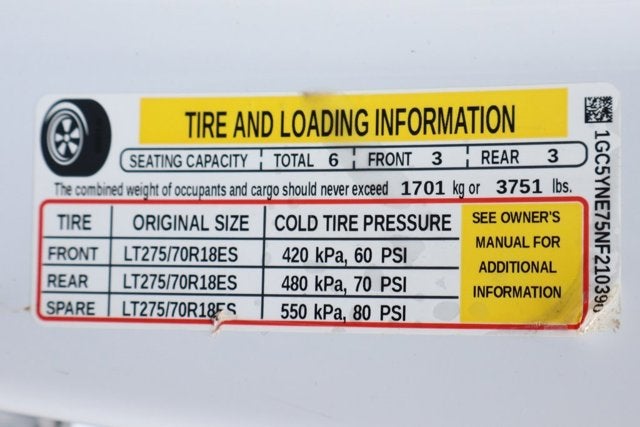 TIRE AND LOADING INFORMATION
SEATING CAPACITY TOTAL 6 FRONT 3 REAR 3
The combined weight of occupants and cargo should never exceed 1701 kg or 3751 lbs.
TIRE ORIGINAL SIZE COLD TIRE PRESSURE
FRONT LT275/70R18ES 420 kPa, 60 PSI
REAR LT275/70R18ES 480 kPa, 70 PSI
SPARE LT275/70R18ES 550 kPa, 80 PSI
SEE OWNER'S
MANUAL FOR
ADDITIONAL
INFORMATION
1GC5YNE75NF210396